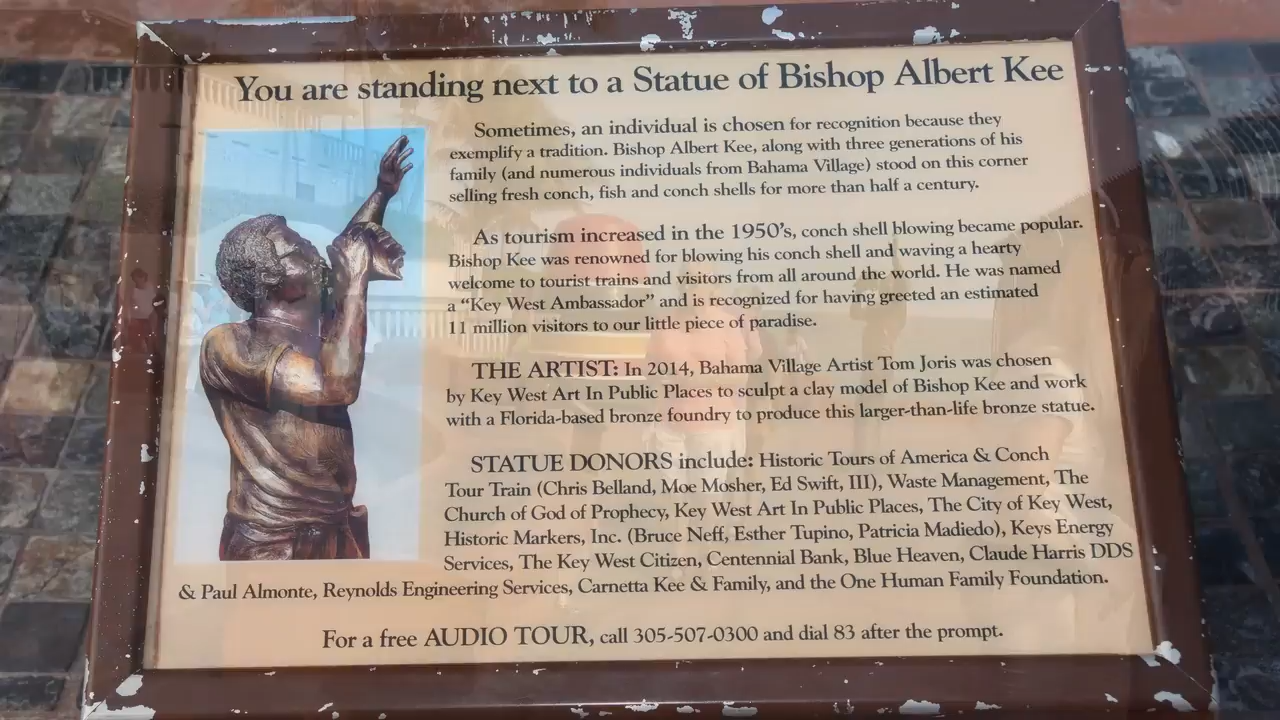 You are standing next to a Statue of Bishop Albert Kee
Sometimes, an individual is chosen for recognition because they
exemplify a tradition. Bishop Albert Kee, along with three generations of his
family (and numerous individuals from Bahama Village) stood on this corner
selling fresh conch, fish and conch shells for more than half a century.
As tourism increased in the 1950's, conch shell blowing became popular.
Bishop Kee was renowned for blowing his conch shell and waving a hearty
welcome to tourist trains and visitors from all around the world. He was named
a "Key West Ambassador" and is recognized for having greeted an estimated
11 million visitors to our little piece of paradise.
THE ARTIST: In 2014, Bahama Village Artist Tom Joris was chosen
by Key West Art In Public Places to sculpt a clay model of Bishop Kee and work
with a Florida-based bronze foundry to produce this larger-than-life bronze statue.
STATUE DONORS include: Historic Tours of America & Conch
Tour Train (Chris Belland, Moe Mosher, Ed Swift, III), Waste Management, The
Church of God of Prophecy, Key West Art In Public Places, The City of Key West,
Historic Markers, Inc. (Bruce Neff, Esther Tupino, Patricia Madiedo), Keys Energy
Services, The Key West Citizen, Centennial Bank, Blue Heaven, Claude Harris DDS
& Paul Almonte, Reynolds Engineering Services, Carnetta Kee & Family, and the One Human Family Foundation.
For a free AUDIO TOUR, call 305-507-0300 and dial 83 after the prompt.